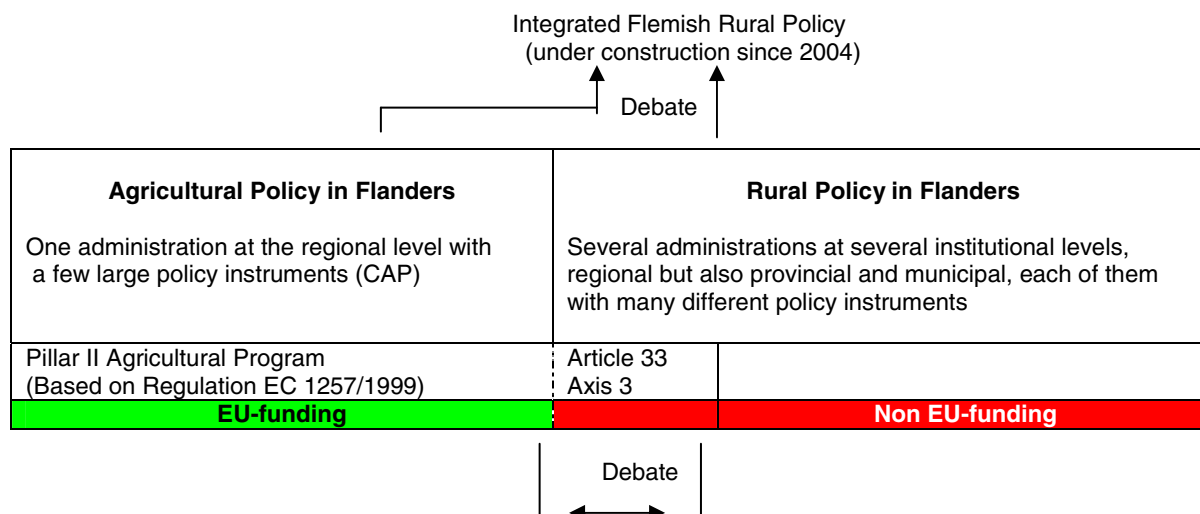 Integrated Flemish Rural Policy
(under construction since 2004)
Debate
Agricultural Policy in Flanders
One administration at the regional level with
a few large policy instruments (CAP)
Rural Policy in Flanders
Several administrations at several institutional levels,
regional but also provincial and municipal, each of them
with many different policy instruments
Pillar II Agricultural Program
(Based on Regulation EC 1257/1999)
Article 33
Axis 3
EU-funding
Non EU-funding
Debate